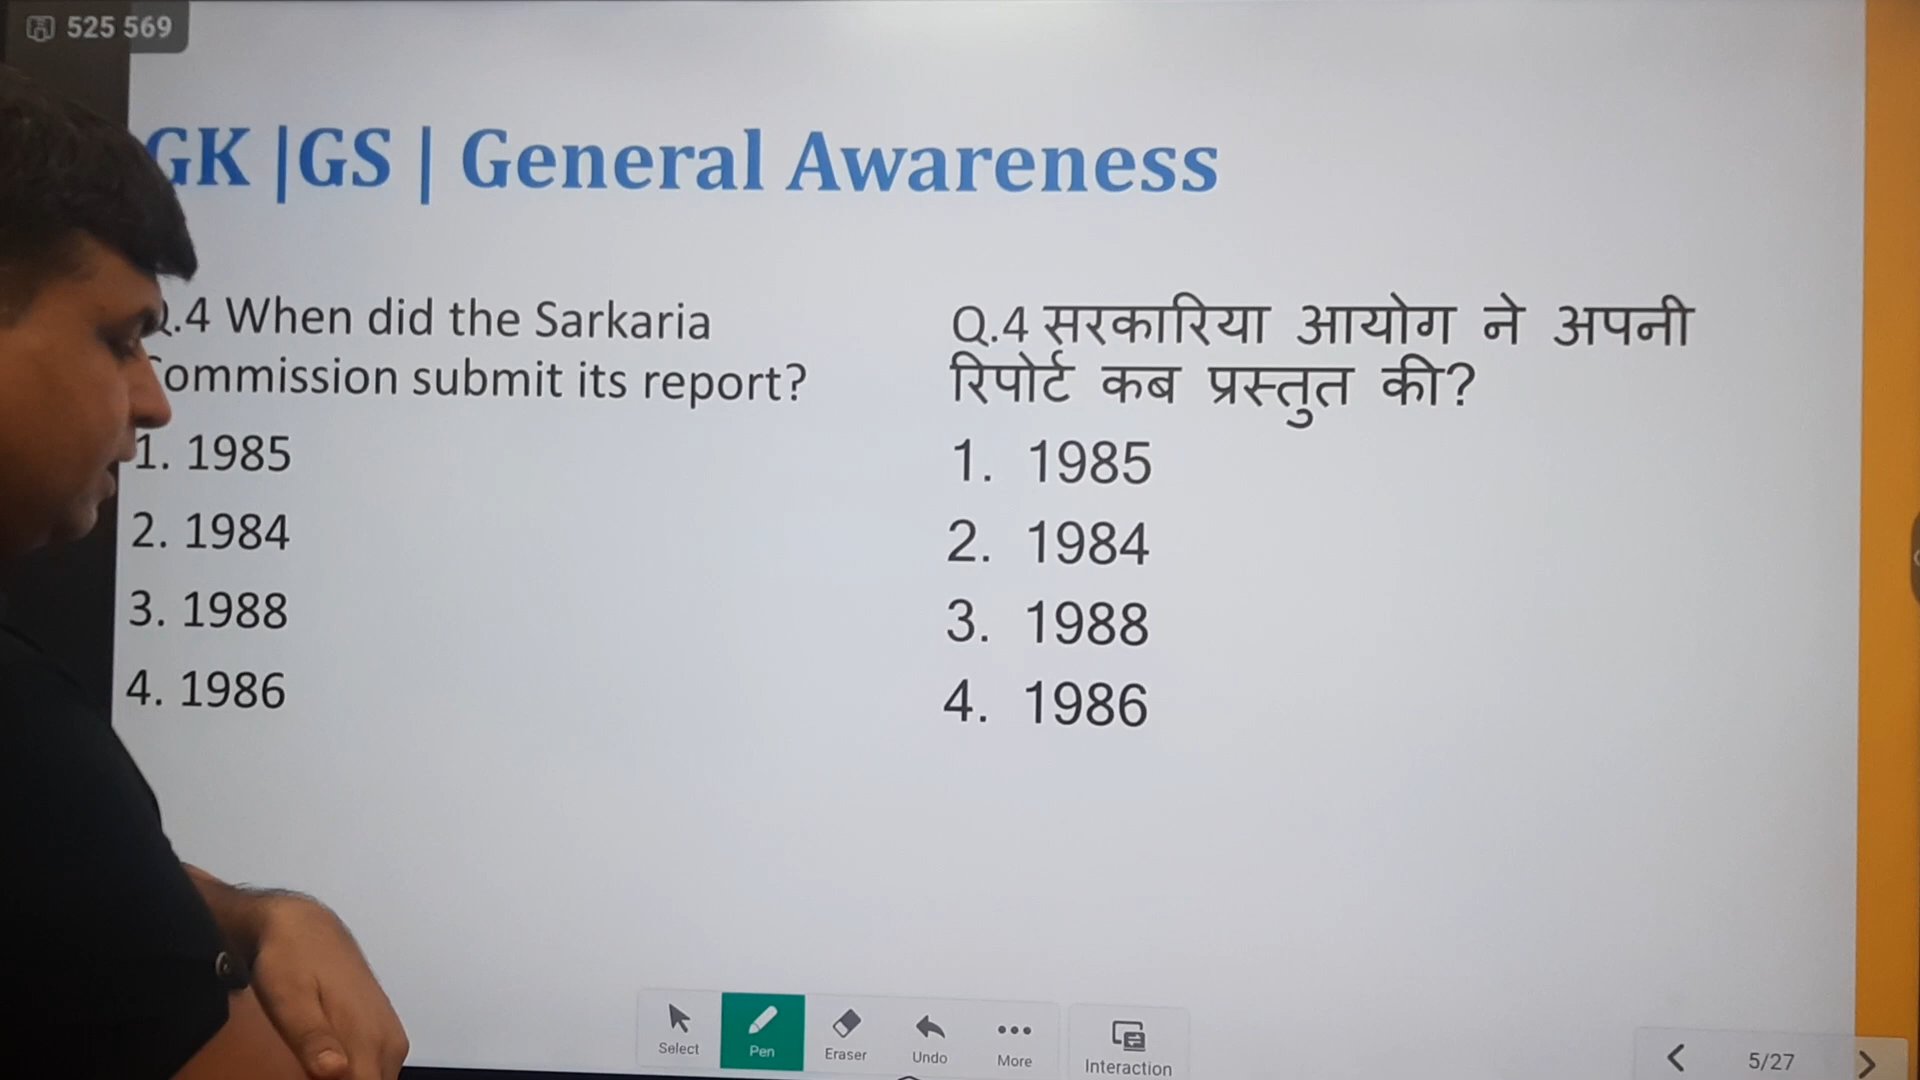 525 569
GK |GS | General Awareness
Q.4 When did the Sarkaria
Commission submit its report?
1. 1985
2. 1984
3. 1988
4. 1986
Q.4 सरकारिया आयोग ने अपनी
रिपोर्ट कब प्रस्तुत की?
1. 1985
2. 1984
3. 1988
4. 1986
Select
Pen
Eraser
Undo
More
Interaction
5/27